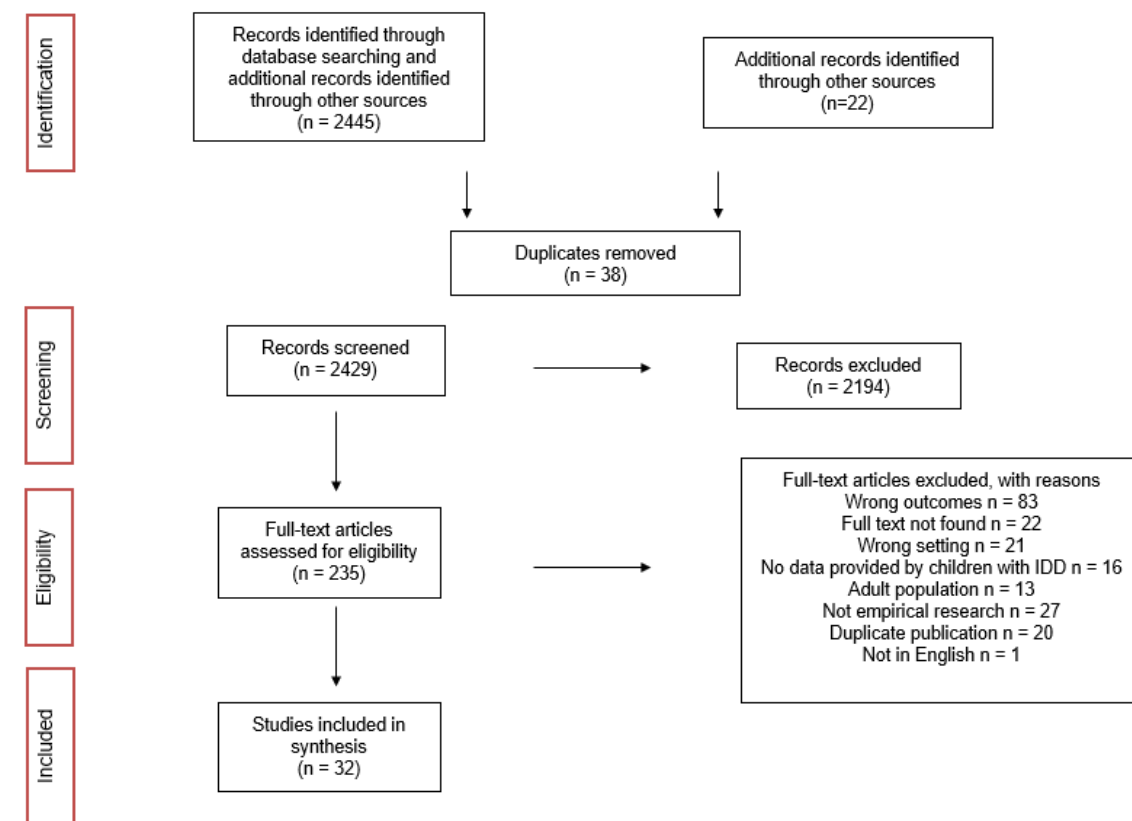 Identification
Records identified through
database searching and
additional records identified
through other sources
(n = 2445)
Additional records identified
through other sources
(n=22)
Duplicates removed
(n = 38)
Screening
Records screened
(n = 2429)
Records excluded
(n = 2194)
Eligibility
Full-text articles
assessed for eligibility
(n = 235)
Full-text articles excluded, with reasons
Wrong outcomes n = 83
Full text not found n = 22
Wrong setting n = 21
No data provided by children with IDD n = 16
Adult population n = 13
Not empirical research n = 27
Duplicate publication n = 20
Not in English n = 1
Included
Studies included in
synthesis
(n = 32)